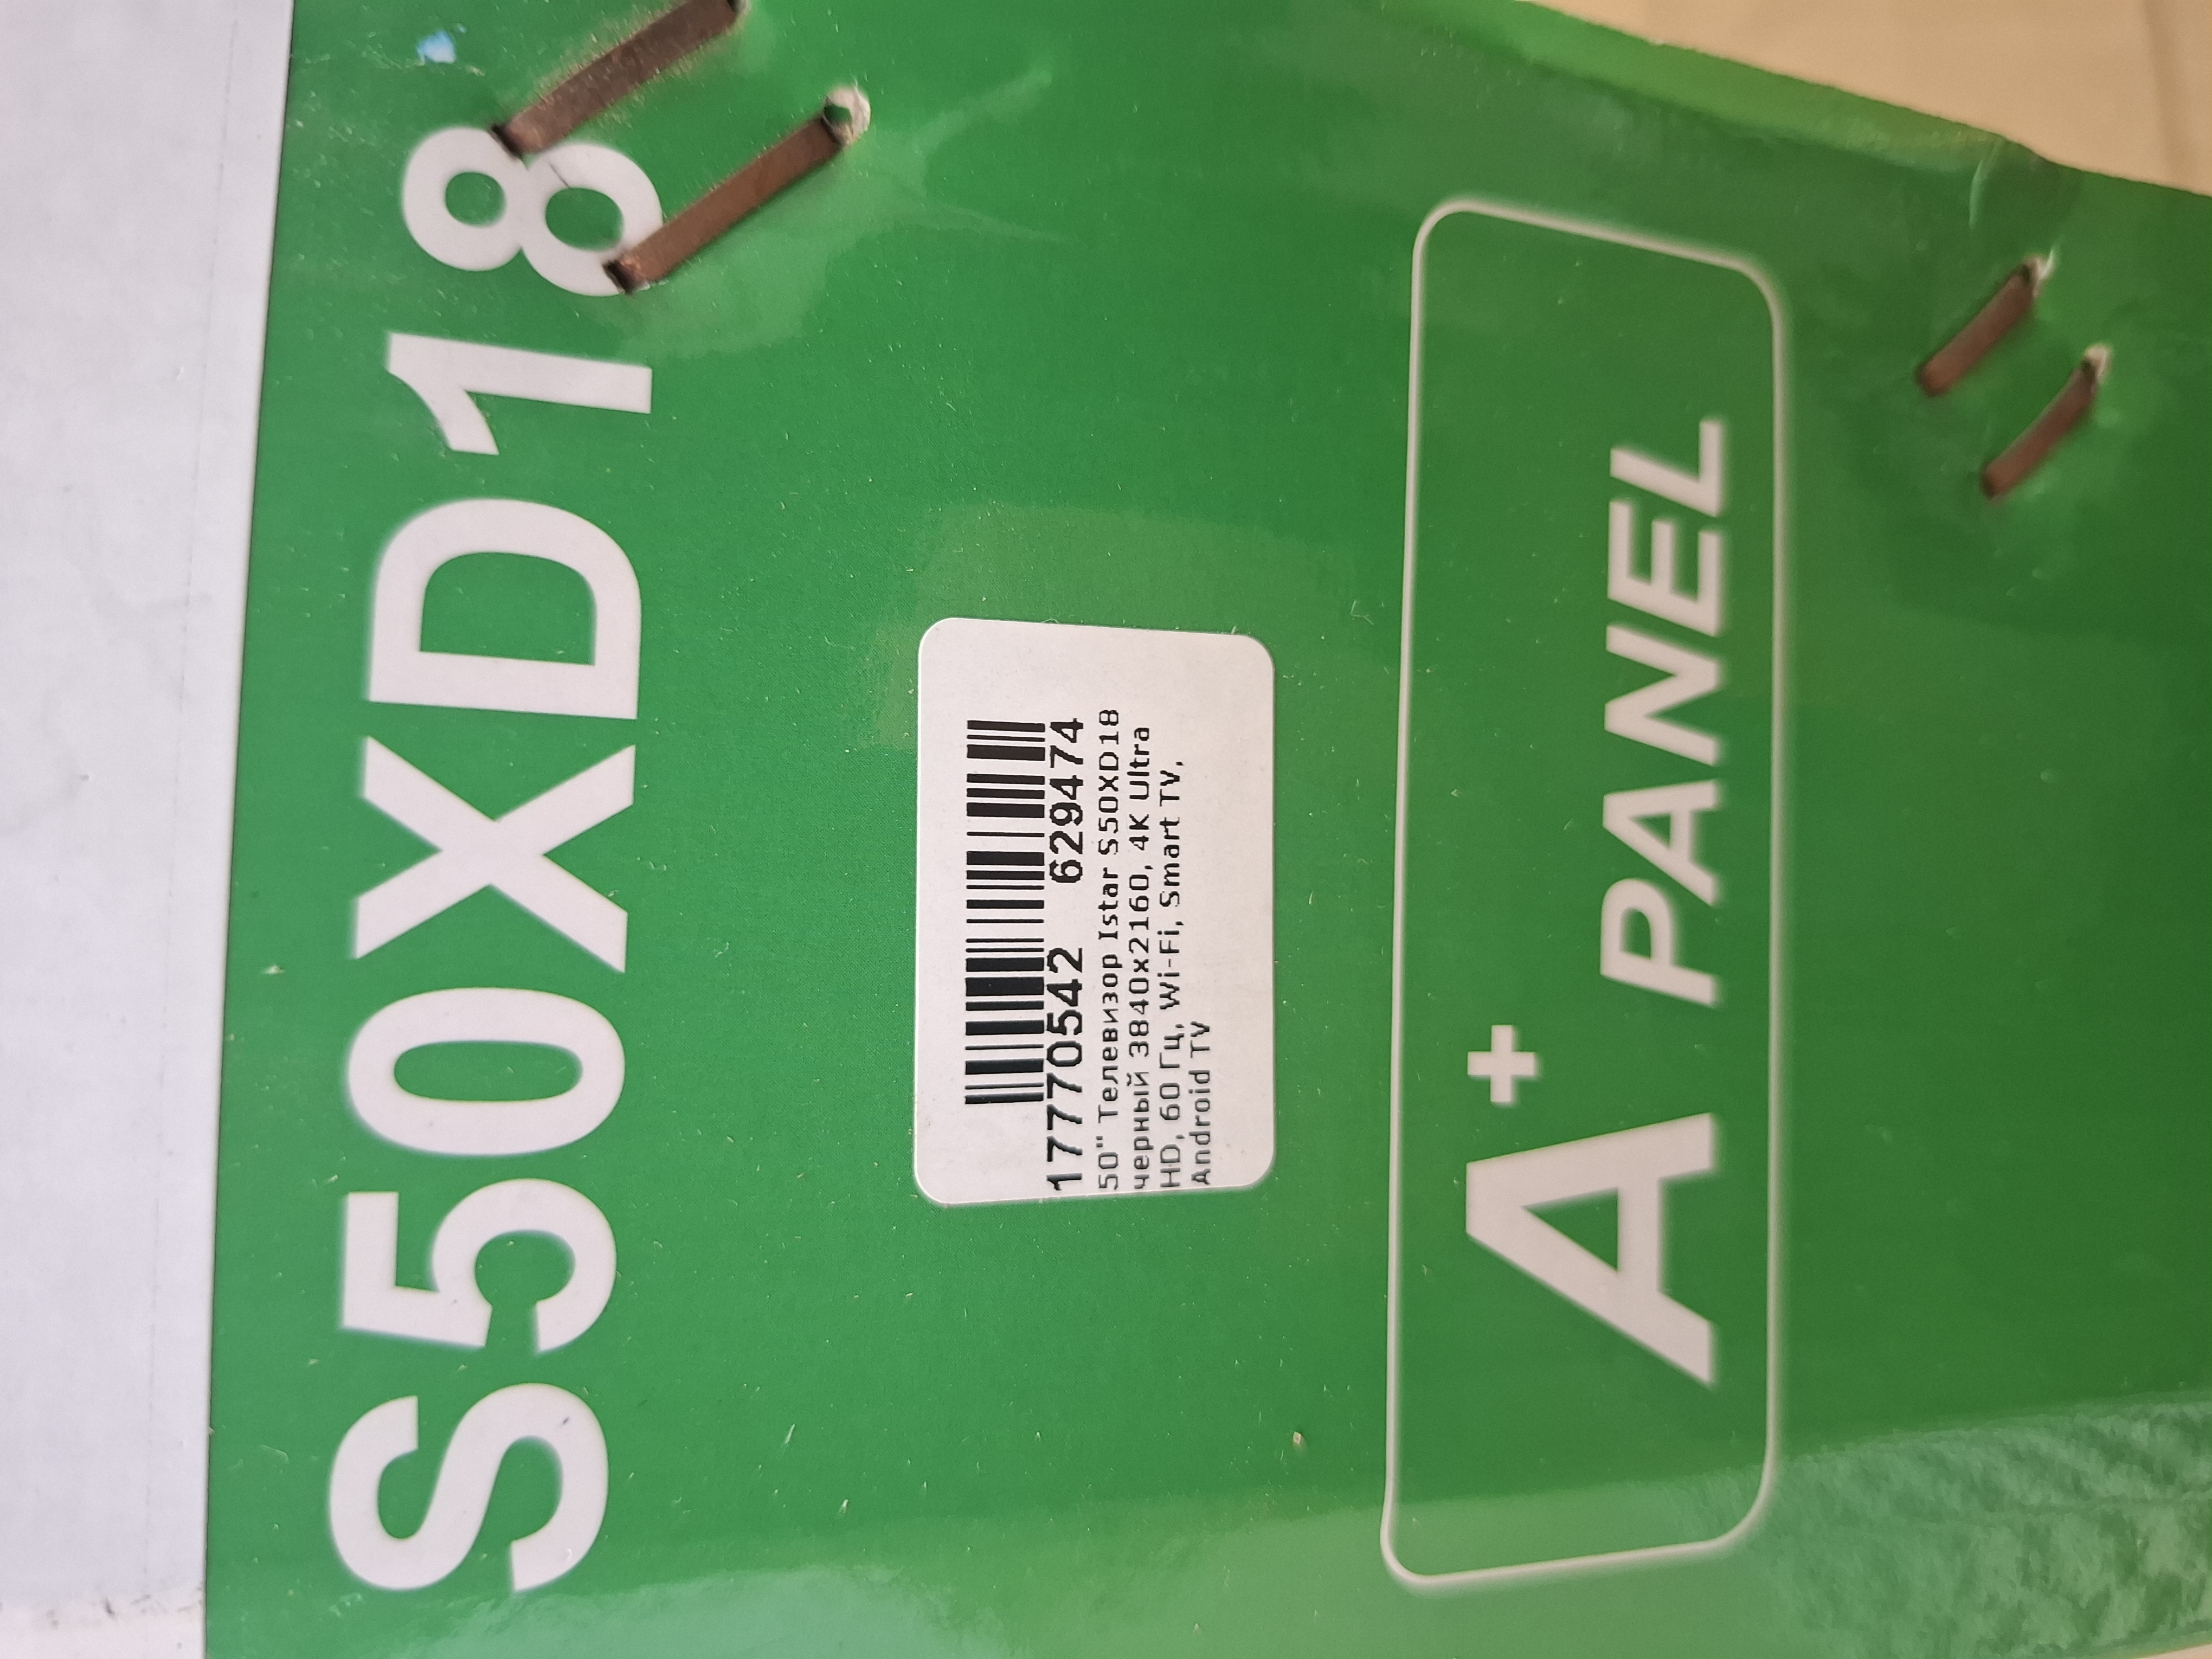 S50XD18
17770542 629474
50" Телевизор Istar S50XD18
черный 3840x2160, 4K Ultra
HD, 60 Гц, Wi-Fi, Smart TV,
Android TV
A+ PANEL